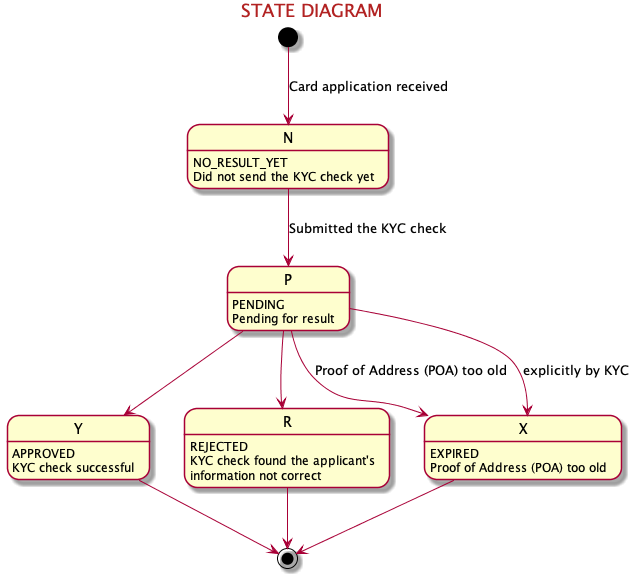 STATE DIAGRAM
Card application received
N
NO_RESULT_YET
Did not send the KYC check yet
Submitted the KYC check
P
PENDING
Pending for result
Proof of Address (POA) too old
explicitly by KYC
Y
APPROVED
KYC check successful
R
REJECTED
KYC check found the applicant's
information not correct
X
EXPIRED
Proof of Address (POA) too old